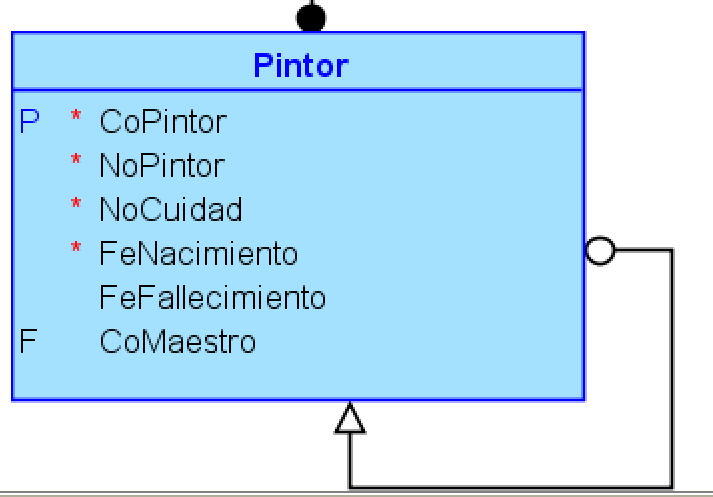 Pintor
P * CoPintor
* NoPintor
* NoCuidad
* FeNacimiento
FeFallecimiento
F CoMaestro